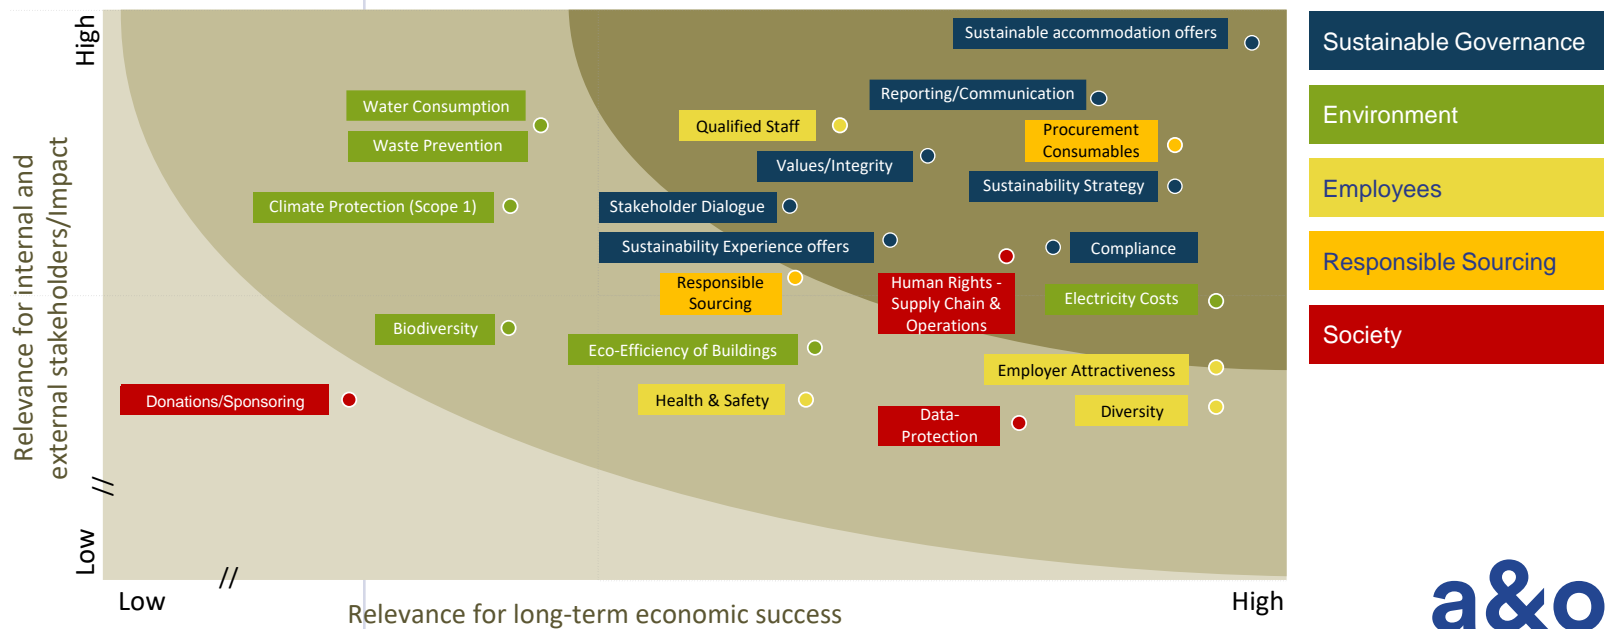 High
Sustainable accommodation offers
Sustainable Governance
Reporting/Communication
Water Consumption
Environment
Qualified Staff
Procurement
Consumables
Waste Prevention
Values/Integrity
Sustainability Strategy
Employees
Climate Protection (Scope 1)
Stakeholder Dialogue
Sustainability Experience offers
Compliance
Responsible Sourcing
Responsible
Sourcing
Human Rights -
Supply Chain &
Operations
Electricity Costs
Biodiversity
Society
Eco-Efficiency of Buildings
Employer Attractiveness
Donations/Sponsoring
Health & Safety
Diversity
Data-
Protection
Relevance for internal and
external stakeholders/Impact
//
Low
//
Low
Relevance for long-term economic success
High
a&o